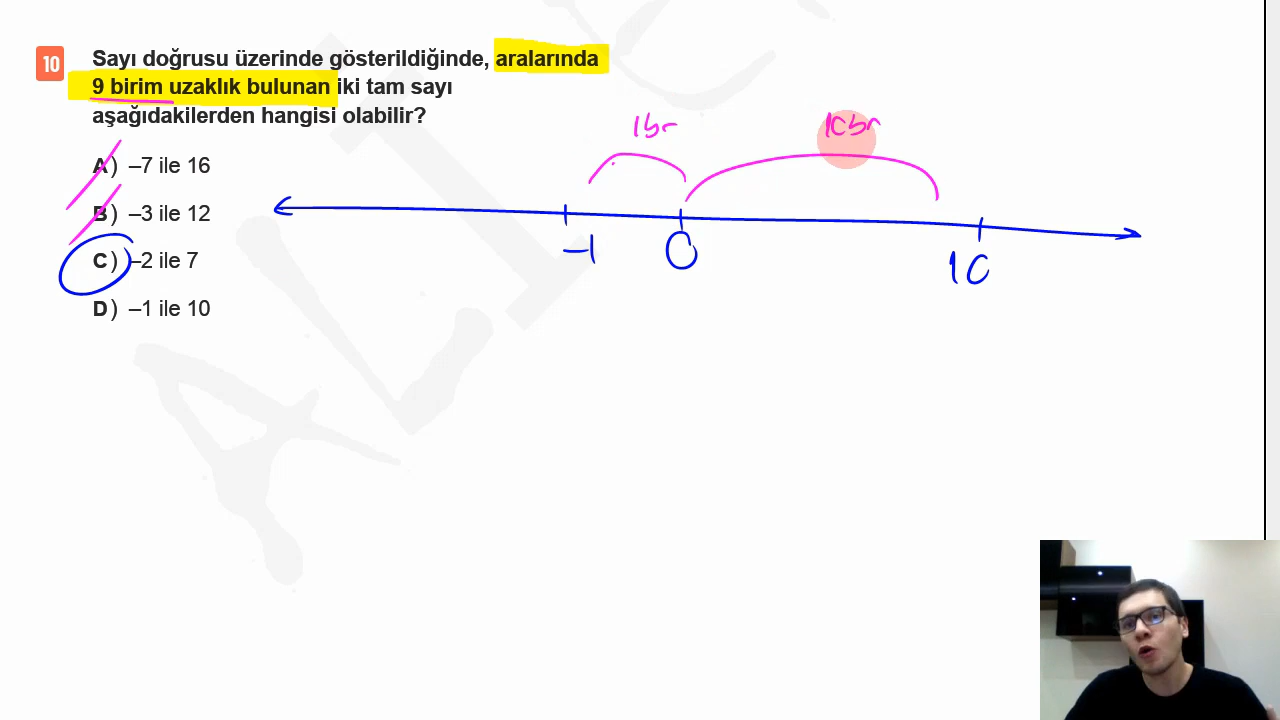 10
Sayı doğrusu üzerinde gösterildiğinde, aralarında
9 birim uzaklık bulunan iki tam sayı
aşağıdakilerden hangisi olabilir?
A) –7 ile 16
B) –3 ile 12
C) –2 ile 7
D) –1 ile 10
1br 10br
–1 0 10